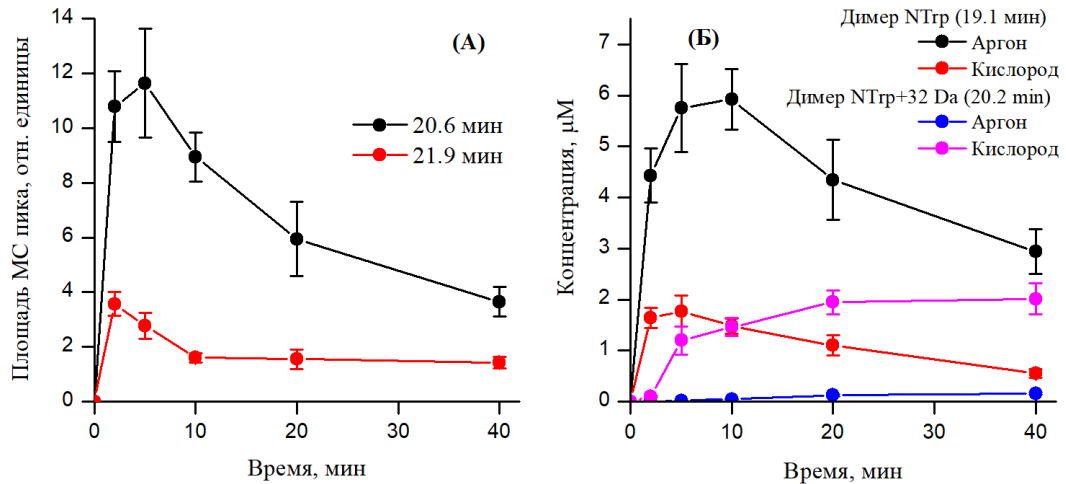 Площадь МС пика, отн. единицы
14
12
10
8
6
4
2
0
(А)
20.6 мин
21.9 мин
0 10 20 30 40
Время, мин
Концентрация, µM
7
6
5
4
3
2
1
0
(Б)
Димер NTrp (19.1 мин)
Аргон
Кислород
Димер NTrp+32 Da (20.2 min)
Аргон
Кислород
0 10 20 30 40
Время, мин